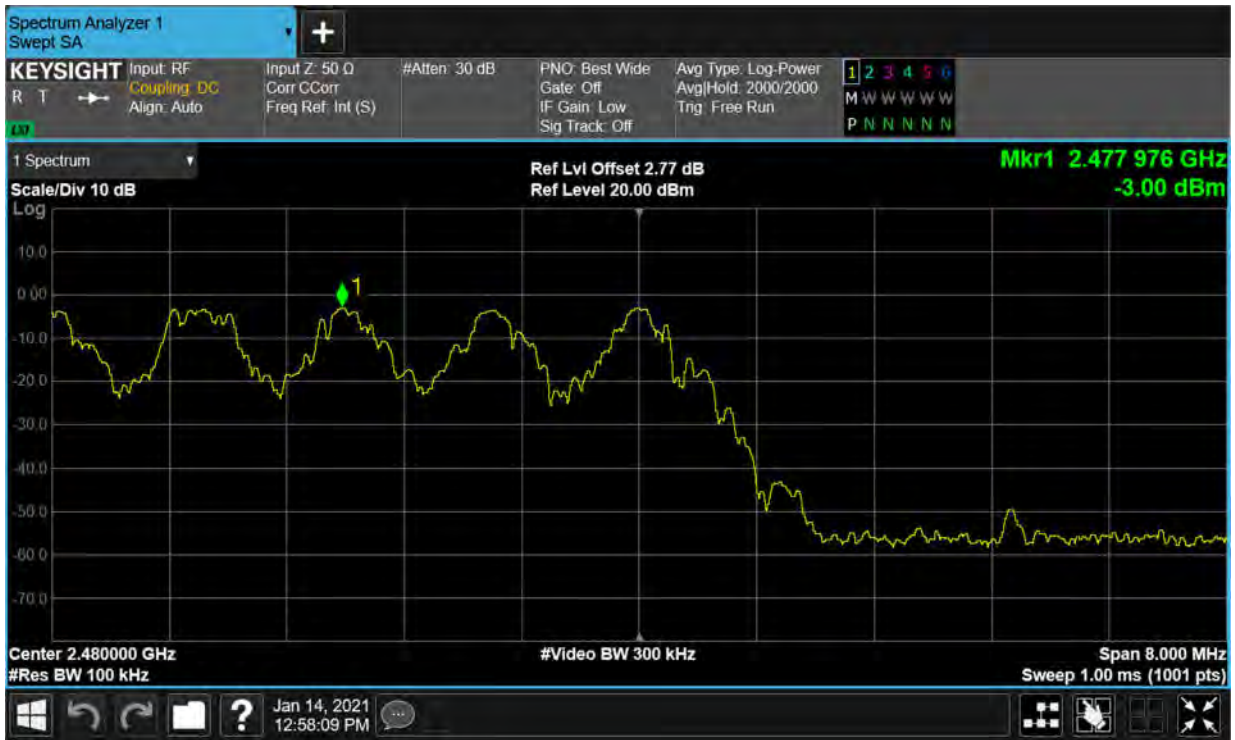 Spectrum Analyzer 1
Swept SA
+
KEYSIGHT Input: RF Input Z: 50 Ω #Atten: 30 dB PNO: Best Wide Avg Type: Log-Power 1 2 3 4 5 6
R T Coupling: DC Corr CCorr Gate: Off Avg|Hold: 2000/2000 M W W W W W
Align: Auto Freq Ref: Int (S) IF Gain: Low Trig: Free Run
LXI Sig Track: Off P N N N N N
1 Spectrum Ref Lvl Offset 2.77 dB Mkr1 2.477 976 GHz
Scale/Div 10 dB Ref Level 20.00 dBm -3.00 dBm
Log
10.0
0.00
1
-10.0
-20.0
-30.0
-40.0
-50.0
-60.0
-70.0
Center 2.480000 GHz #Video BW 300 kHz Span 8.000 MHz
#Res BW 100 kHz Sweep 1.00 ms (1001 pts)
? Jan 14, 2021
12:58:09 PM